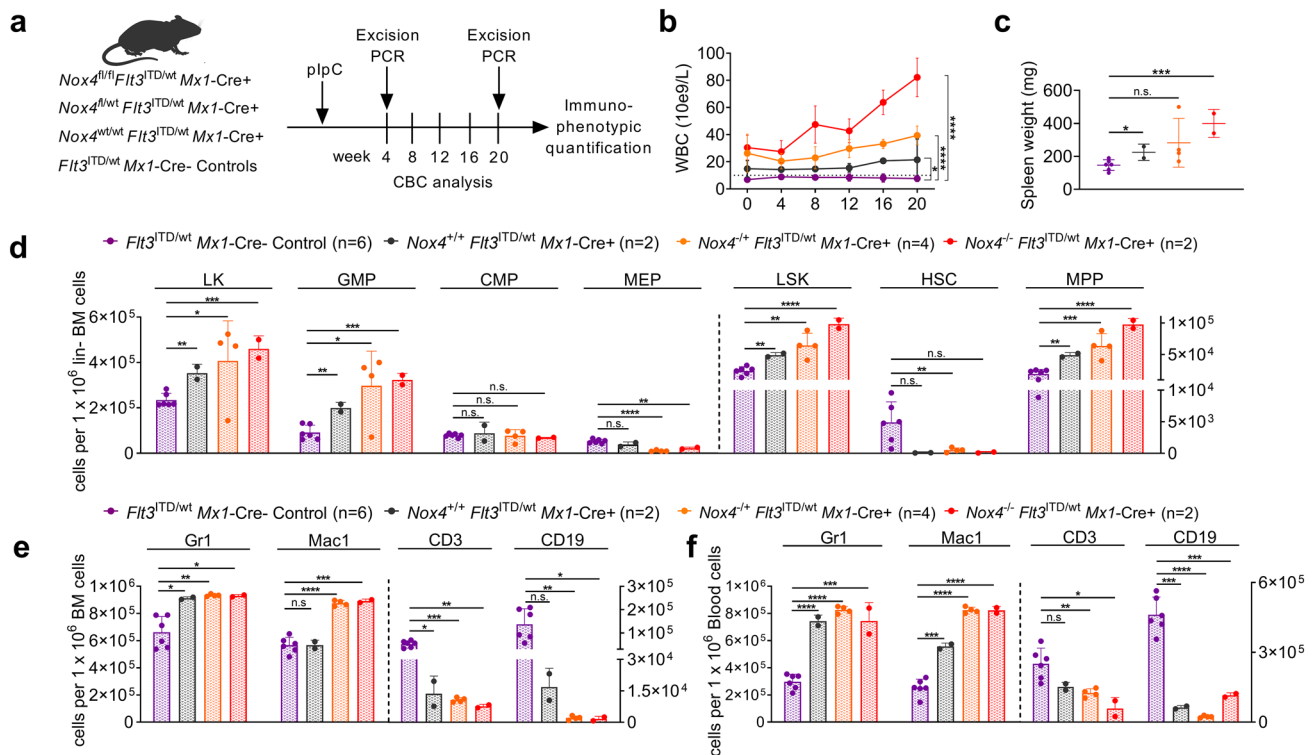 a
Nox4fl/flFlt3ITD/wt Mx1-Cre+
Nox4fl/wt Flt3ITD/wt Mx1-Cre+
Nox4wt/wt Flt3ITD/wt Mx1-Cre+
Flt3ITD/wt Mx1-Cre- Controls
pIpC
Excision PCR
Excision PCR
week 4 8 12 16 20
CBC analysis
Immuno-
phenotypic
quantification
b
WBC (10e9/L)
100
80
60
40
20
0
0 4 8 12 16 20
****
****
*
c
Spleen weight (mg)
600
400
200
0
***
n.s.
*
Flt3ITD/wt Mx1-Cre- Control (n=6) Nox4+/+ Flt3ITD/wt Mx1-Cre+ (n=2) Nox4-/+ Flt3ITD/wt Mx1-Cre+ (n=4) Nox4-/- Flt3ITD/wt Mx1-Cre+ (n=2)
d
LK GMP CMP MEP LSK HSC MPP
cells per 1 x 10^6 lin- BM cells
6×10^5
4×10^5
2×10^5
0
*** * **
*** * **
n.s. n.s. n.s.
** **** n.s.
**** ** **
n.s. ** n.s.
**** *** **
1×10^5
5×10^4
10^4
5×10^3
0
Flt3ITD/wt Mx1-Cre- Control (n=6) Nox4+/+ Flt3ITD/wt Mx1-Cre+ (n=2) Nox4-/+ Flt3ITD/wt Mx1-Cre+ (n=4) Nox4-/- Flt3ITD/wt Mx1-Cre+ (n=2)
e
Gr1 Mac1 CD3 CD19
cells per 1 x 10^6 BM cells
1×10^6
8×10^5
6×10^5
4×10^5
2×10^5
0
* ** *
*** **** n.s
** *** *
* ** n.s.
3×10^5
2×10^5
1×10^5
3×10^4
1.5×10^4
0
f
Gr1 Mac1 CD3 CD19
cells per 1 x 10^6 Blood cells
1×10^6
8×10^5
6×10^5
4×10^5
2×10^5
0
*** **** ****
**** **** ***
* ** n.s
*** **** ***
6×10^5
3×10^5
0